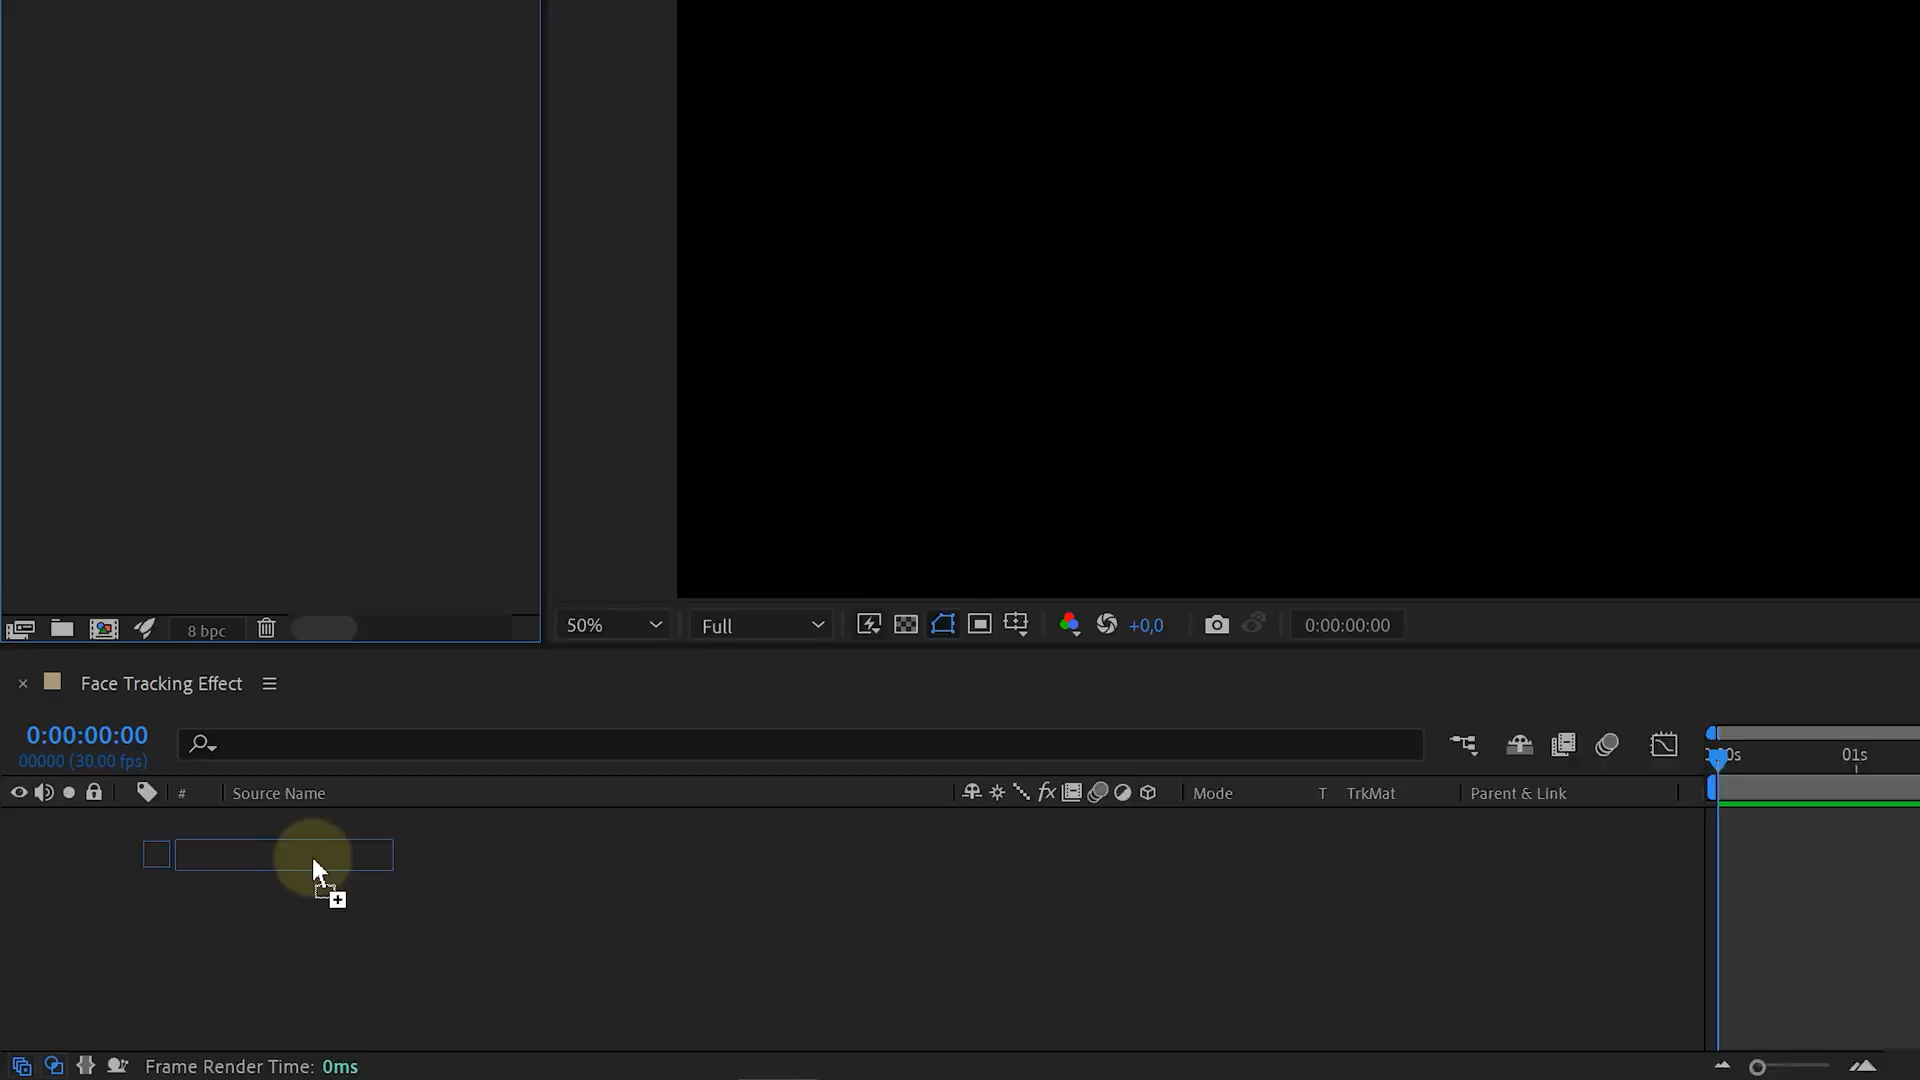 8 bpc
50%
Full
+0,0
0:00:00:00
Face Tracking Effect
0:00:00:00
00000 (30.00 fps)
01s
# Source Name
fx
Mode T TrkMat Parent & Link
Frame Render Time: 0ms